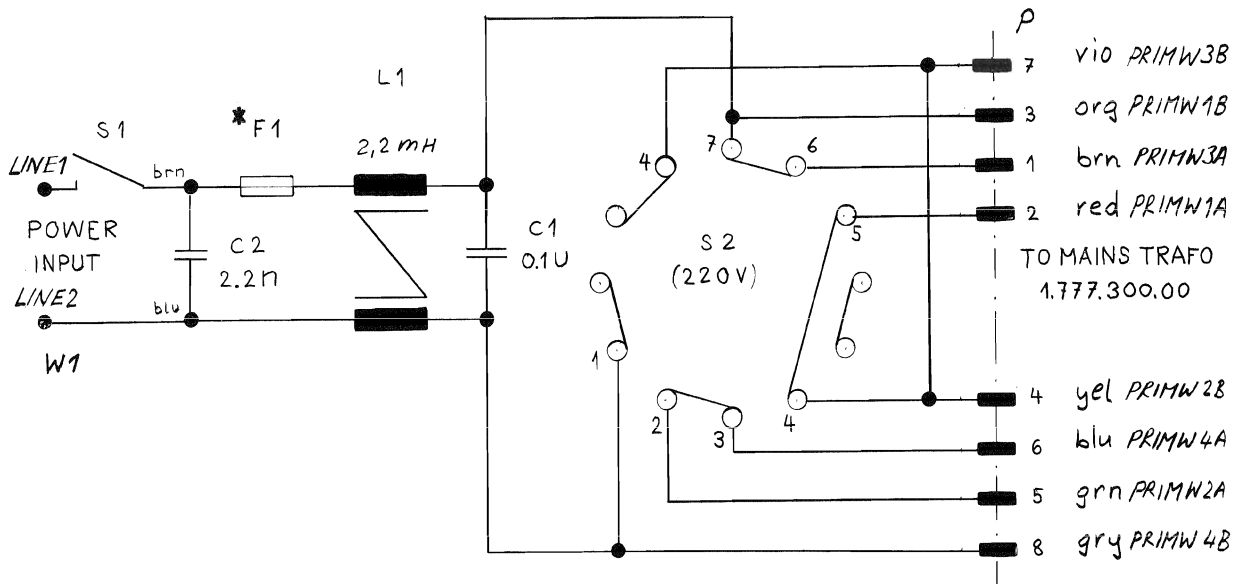 P
7 vio PRIMW3B
3 org PRIMW1B
1 brn PRIMW3A
2 red PRIMW1A
TO MAINS TRAFO
1.777.300.00
4 yel PRIMW2B
6 blu PRIMW4A
5 grn PRIMW2A
8 gry PRIMW4B
L1
2,2 mH
* F1
S1
LINE1
brn
POWER
INPUT
LINE2
blu
W1
C2
2.2n
C1
0.1U
S2
(220V)
4
7
6
5
1
2
3
4